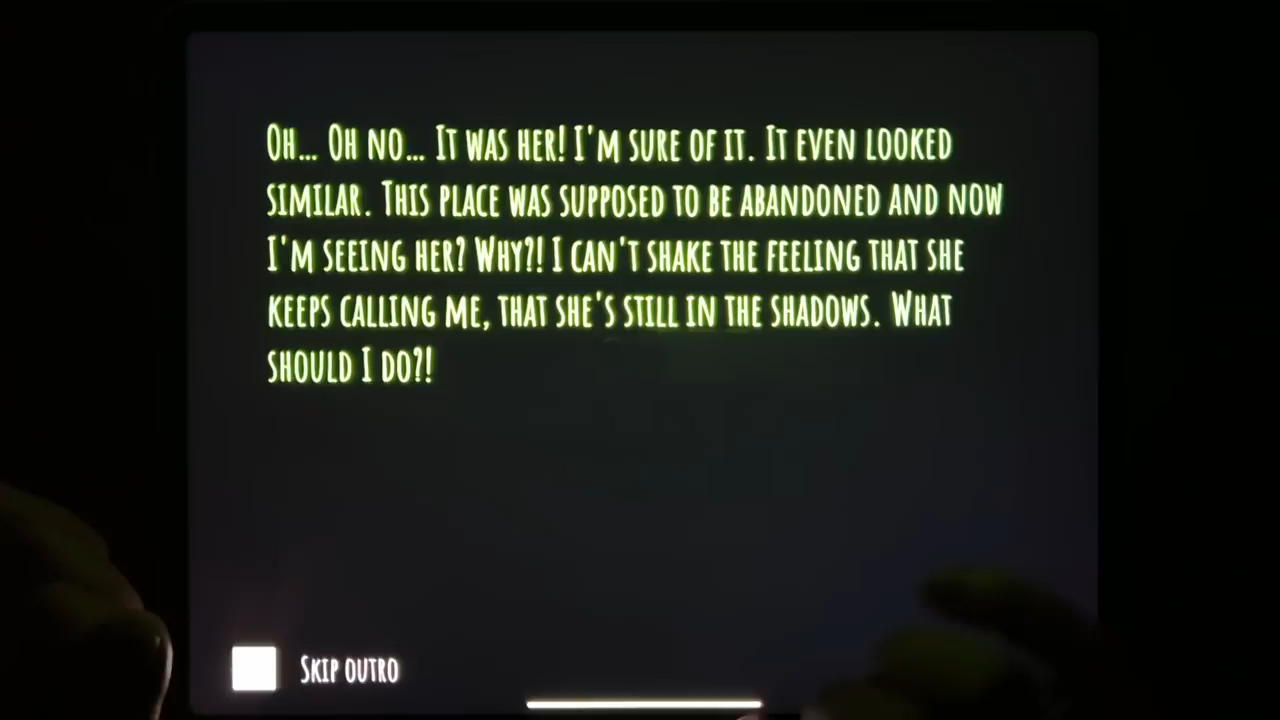 Oh... Oh no... It was her! I'm sure of it. It even looked
similar. This place was supposed to be abandoned and now
I'm seeing her? Why?! I can't shake the feeling that she
keeps calling me, that she's still in the shadows. What
should I do?!
Skip outro